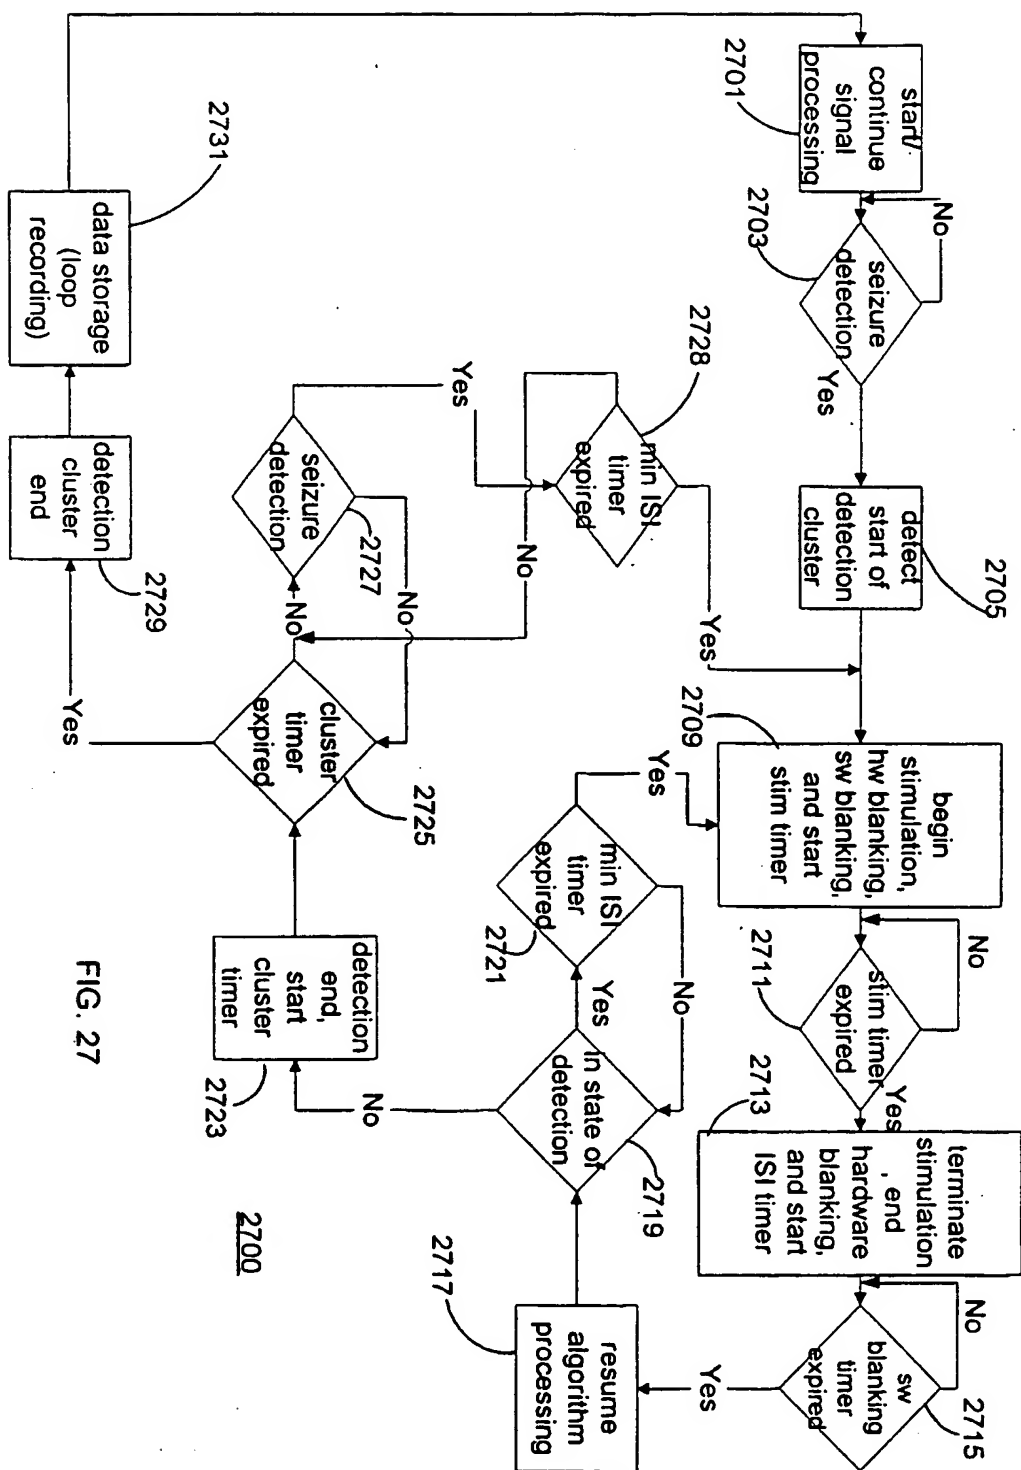 start/
continue
signal
processing
2701
No
seizure
detection
2703
Yes
detect
start of
detection
cluster
2705
begin
stimulation,
hw blanking,
sw blanking,
and start
stim timer
2709
No
stim timer
expired
2711
Yes
terminate
stimulation
, end
hardware
blanking,
and start
ISI timer
2713
No
sw
blanking
timer
expired
2715
Yes
resume
algorithm
processing
2717
in state of
detection
2719
Yes
No
min ISI
timer
expired
2721
Yes
No
detection
end,
start
cluster
timer
2723
cluster
timer
expired
2725
No
Yes
seizure
detection
2727
No
Yes
min ISI
timer
expired
2728
Yes
No
detection
cluster
end
2729
data storage
(loop
recording)
2731
2700
FIG. 27